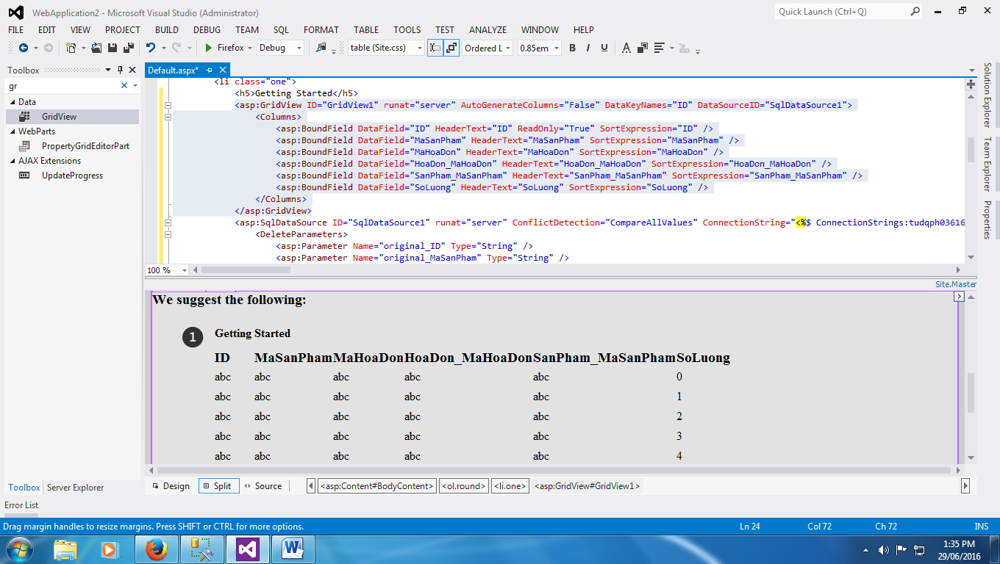 WebApplication2 - Microsoft Visual Studio (Administrator)
Quick Launch (Ctrl+Q)
FILE EDIT VIEW PROJECT BUILD DEBUG TEAM SQL FORMAT TABLE TOOLS TEST ANALYZE WINDOW HELP
Firefox Debug table (Site.css) Ordered L 0.85em B I U A
Toolbox
gr
Data
GridView
WebParts
PropertyGridEditorPart
AJAX Extensions
UpdateProgress
Default.aspx*
<li class="one">
<h5>Getting Started</h5>
<asp:GridView ID="GridView1" runat="server" AutoGenerateColumns="False" DataKeyNames="ID" DataSourceID="SqlDataSource1">
<Columns>
<asp:BoundField DataField="ID" HeaderText="ID" ReadOnly="True" SortExpression="ID" />
<asp:BoundField DataField="MaSanPham" HeaderText="MaSanPham" SortExpression="MaSanPham" />
<asp:BoundField DataField="MaHoaDon" HeaderText="MaHoaDon" SortExpression="MaHoaDon" />
<asp:BoundField DataField="HoaDon_MaHoaDon" HeaderText="HoaDon_MaHoaDon" SortExpression="HoaDon_MaHoaDon" />
<asp:BoundField DataField="SanPham_MaSanPham" HeaderText="SanPham_MaSanPham" SortExpression="SanPham_MaSanPham" />
<asp:BoundField DataField="SoLuong" HeaderText="SoLuong" SortExpression="SoLuong" />
</Columns>
</asp:GridView>
<asp:SqlDataSource ID="SqlDataSource1" runat="server" ConflictDetection="CompareAllValues" ConnectionString="<%$ ConnectionStrings:tudqph03616
<DeleteParameters>
<asp:Parameter Name="original_ID" Type="String" />
<asp:Parameter Name="original_MaSanPham" Type="String" />
100 %
Site.Master
We suggest the following:
1 Getting Started
ID MaSanPham MaHoaDon HoaDon_MaHoaDon SanPham_MaSanPham SoLuong
abc abc abc abc abc 0
abc abc abc abc abc 1
abc abc abc abc abc 2
abc abc abc abc abc 3
abc abc abc abc abc 4
Design Split Source <asp:Content#BodyContent> <ol.round> <li.one> <asp:GridView#GridView1>
Solution Explorer
Team Explorer
Properties
Toolbox Server Explorer
Error List
Drag margin handles to resize margins. Press SHIFT or CTRL for more options.
Ln 24 Col 72 Ch 72 INS
1:35 PM
29/06/2016